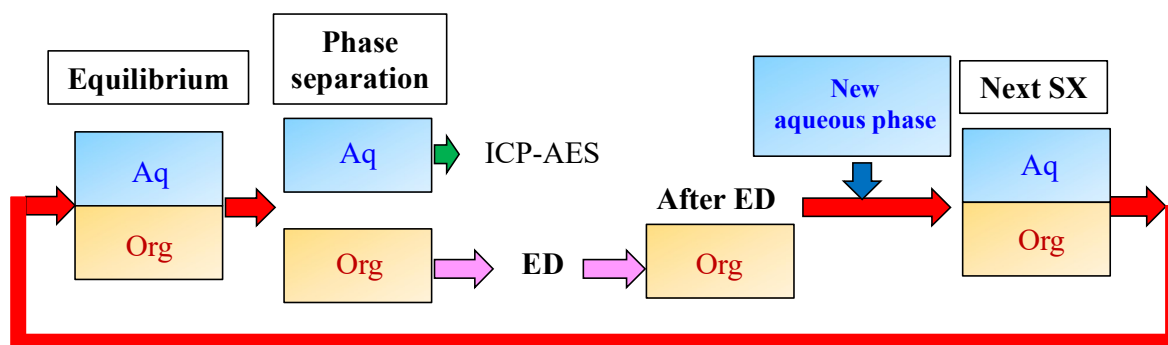 Equilibrium
Phase
separation
Aq
Org
Aq
ICP-AES
Org
ED
After ED
Org
New
aqueous phase
Next SX
Aq
Org